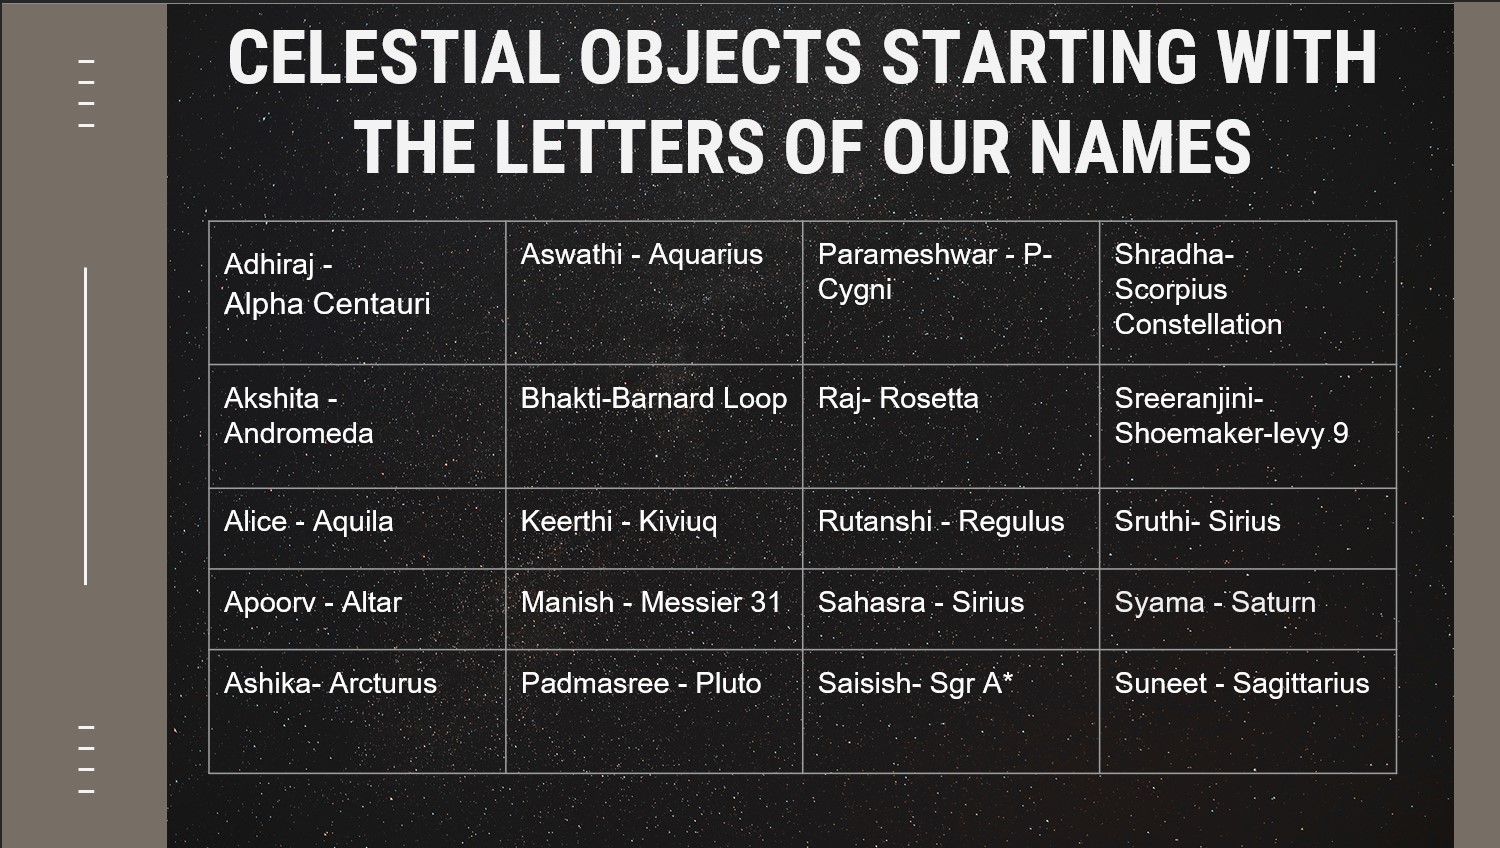 CELESTIAL OBJECTS STARTING WITH
THE LETTERS OF OUR NAMES
Adhiraj -
Alpha Centauri
Aswathi - Aquarius
Parameshwar - P-
Cygni
Shradha-
Scorpius
Constellation
Akshita -
Andromeda
Bhakti-Barnard Loop
Raj- Rosetta
Sreeranjini-
Shoemaker-levy 9
Alice - Aquila
Keerthi - Kiviuq
Rutanshi - Regulus
Sruthi- Sirius
Apoorv - Altar
Manish - Messier 31
Sahasra - Sirius
Syama - Saturn
Ashika- Arcturus
Padmasree - Pluto
Saisish- Sgr A*
Suneet - Sagittarius